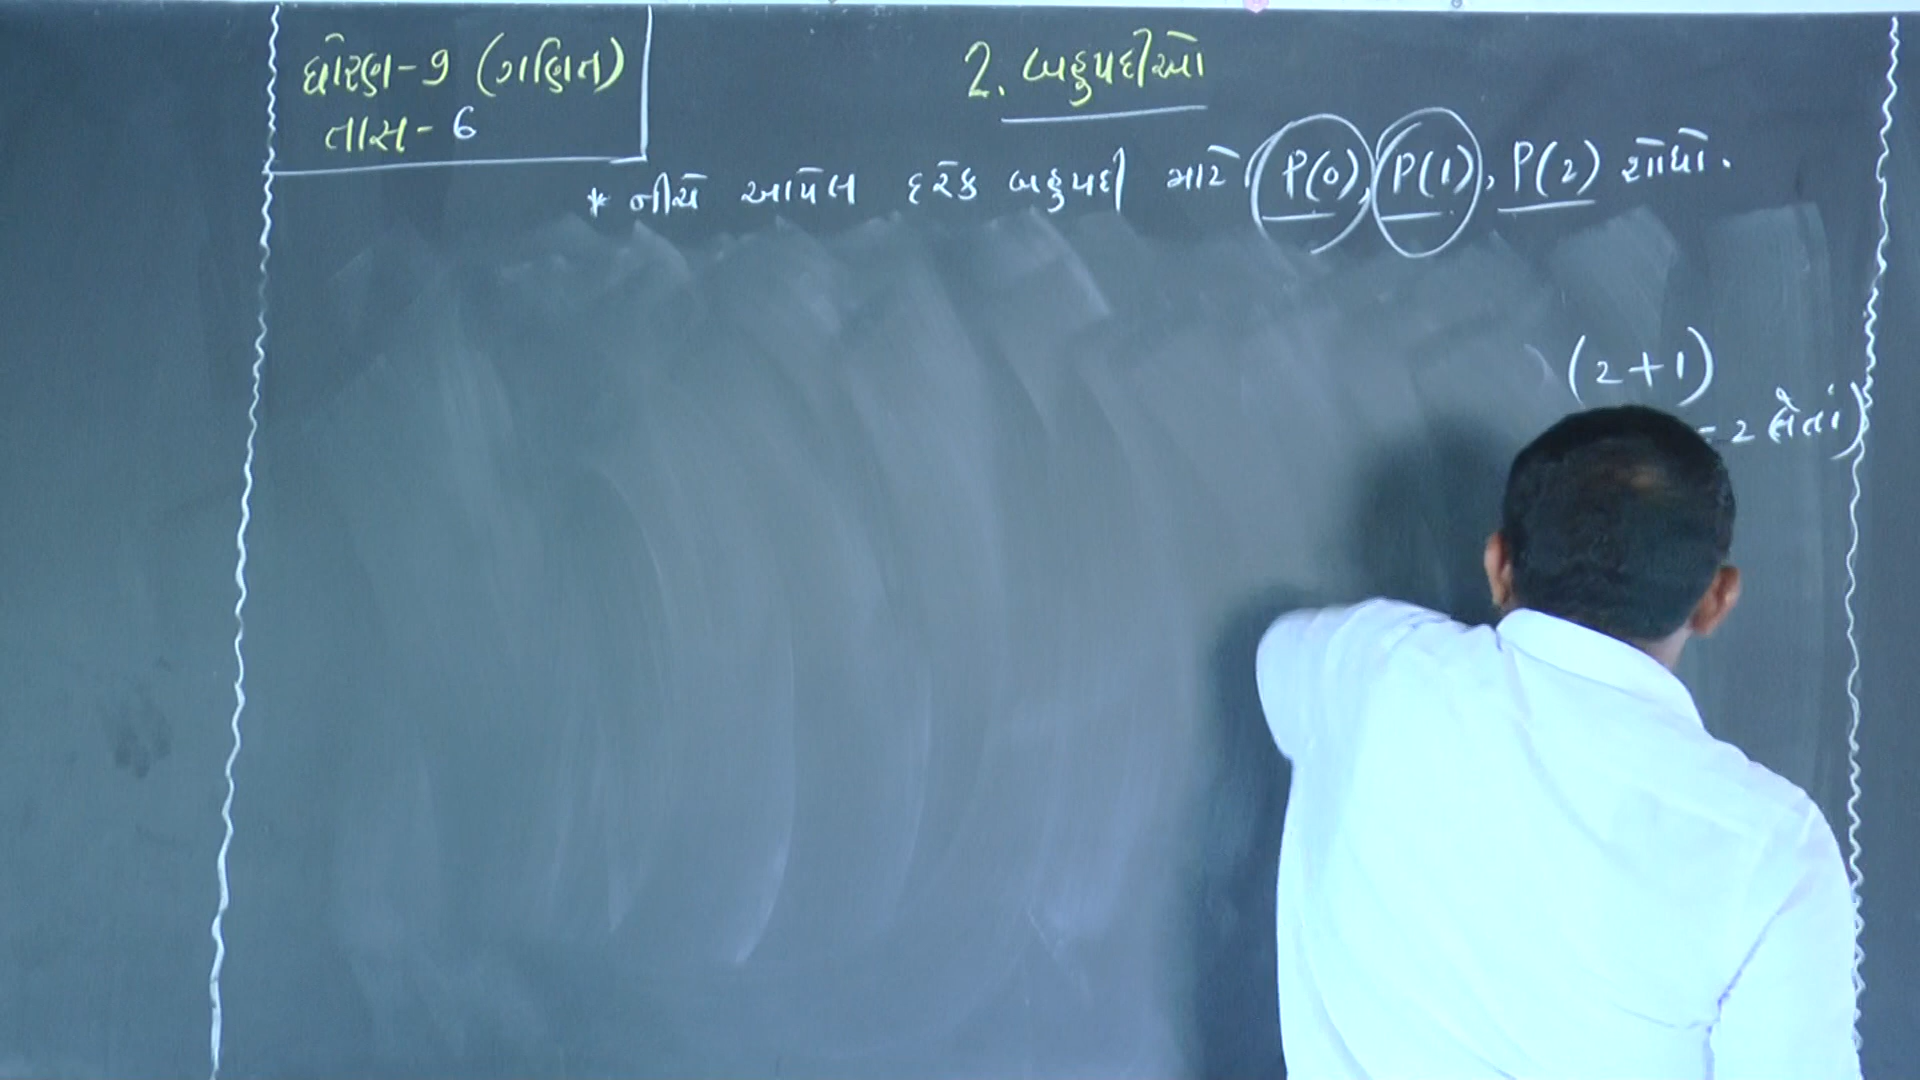 ધોરણ-9 (ગણિત)
તાસ-6
2. બહુપદીઓ
* નીચે આપેલ દરેક બહુપદી માટે P(0), P(1), P(2) શોધો.
(2+1)
= 2 લેતાં)